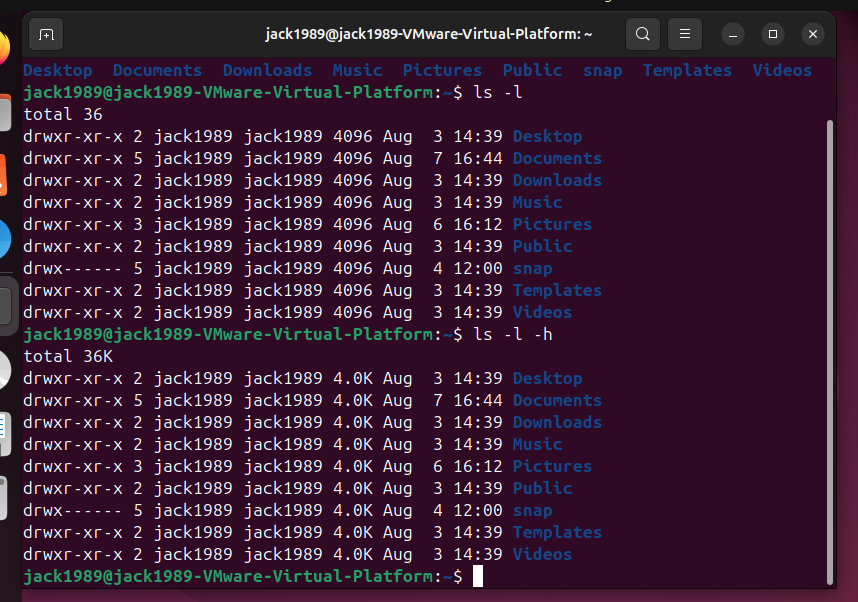 jack1989@jack1989-VMware-Virtual-Platform: ~
Desktop  Documents  Downloads  Music  Pictures  Public  snap  Templates  Videos
jack1989@jack1989-VMware-Virtual-Platform:~$ ls -l
total 36
drwxr-xr-x 2 jack1989 jack1989 4096 Aug  3 14:39 Desktop
drwxr-xr-x 5 jack1989 jack1989 4096 Aug  7 16:44 Documents
drwxr-xr-x 2 jack1989 jack1989 4096 Aug  3 14:39 Downloads
drwxr-xr-x 2 jack1989 jack1989 4096 Aug  3 14:39 Music
drwxr-xr-x 3 jack1989 jack1989 4096 Aug  6 16:12 Pictures
drwxr-xr-x 2 jack1989 jack1989 4096 Aug  3 14:39 Public
drwx------ 5 jack1989 jack1989 4096 Aug  4 12:00 snap
drwxr-xr-x 2 jack1989 jack1989 4096 Aug  3 14:39 Templates
drwxr-xr-x 2 jack1989 jack1989 4096 Aug  3 14:39 Videos
jack1989@jack1989-VMware-Virtual-Platform:~$ ls -l -h
total 36K
drwxr-xr-x 2 jack1989 jack1989 4.0K Aug  3 14:39 Desktop
drwxr-xr-x 5 jack1989 jack1989 4.0K Aug  7 16:44 Documents
drwxr-xr-x 2 jack1989 jack1989 4.0K Aug  3 14:39 Downloads
drwxr-xr-x 2 jack1989 jack1989 4.0K Aug  3 14:39 Music
drwxr-xr-x 3 jack1989 jack1989 4.0K Aug  6 16:12 Pictures
drwxr-xr-x 2 jack1989 jack1989 4.0K Aug  3 14:39 Public
drwx------ 5 jack1989 jack1989 4.0K Aug  4 12:00 snap
drwxr-xr-x 2 jack1989 jack1989 4.0K Aug  3 14:39 Templates
drwxr-xr-x 2 jack1989 jack1989 4.0K Aug  3 14:39 Videos
jack1989@jack1989-VMware-Virtual-Platform:~$